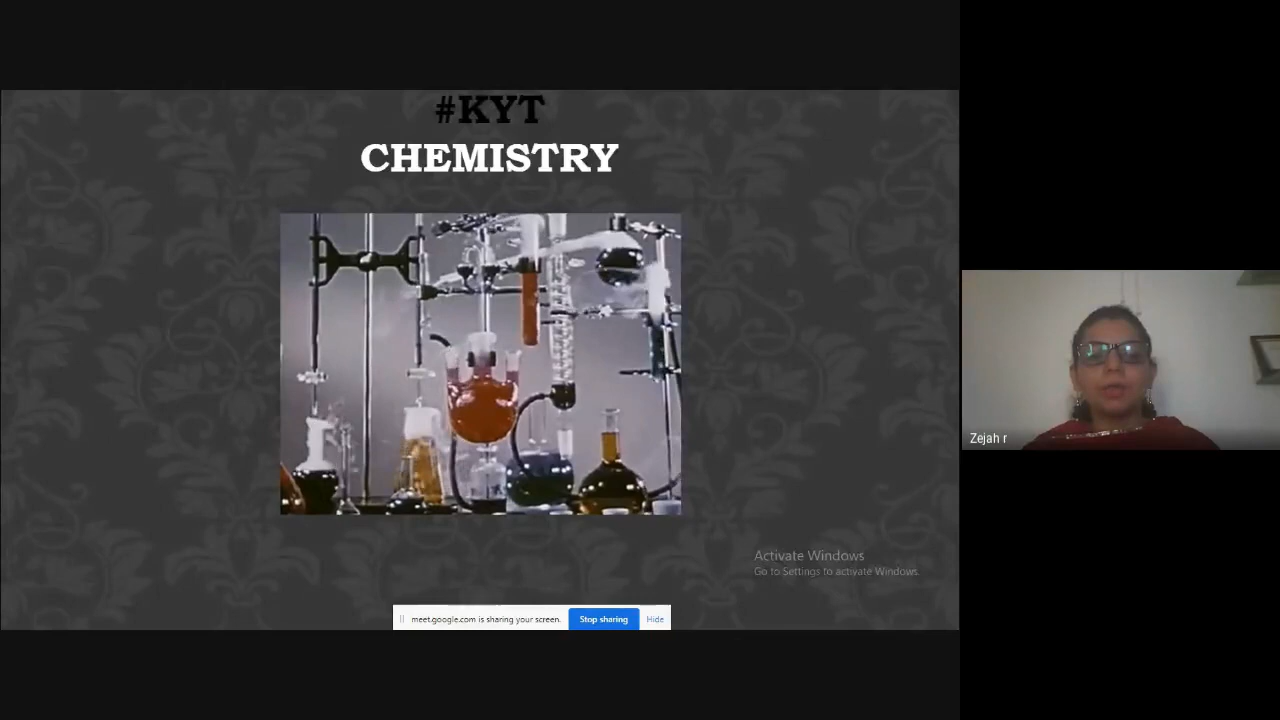 #KYT
CHEMISTRY
Zejah r
Activate Windows
Go to Settings to activate Windows.
meet.google.com is sharing your screen.
Stop sharing
Hide